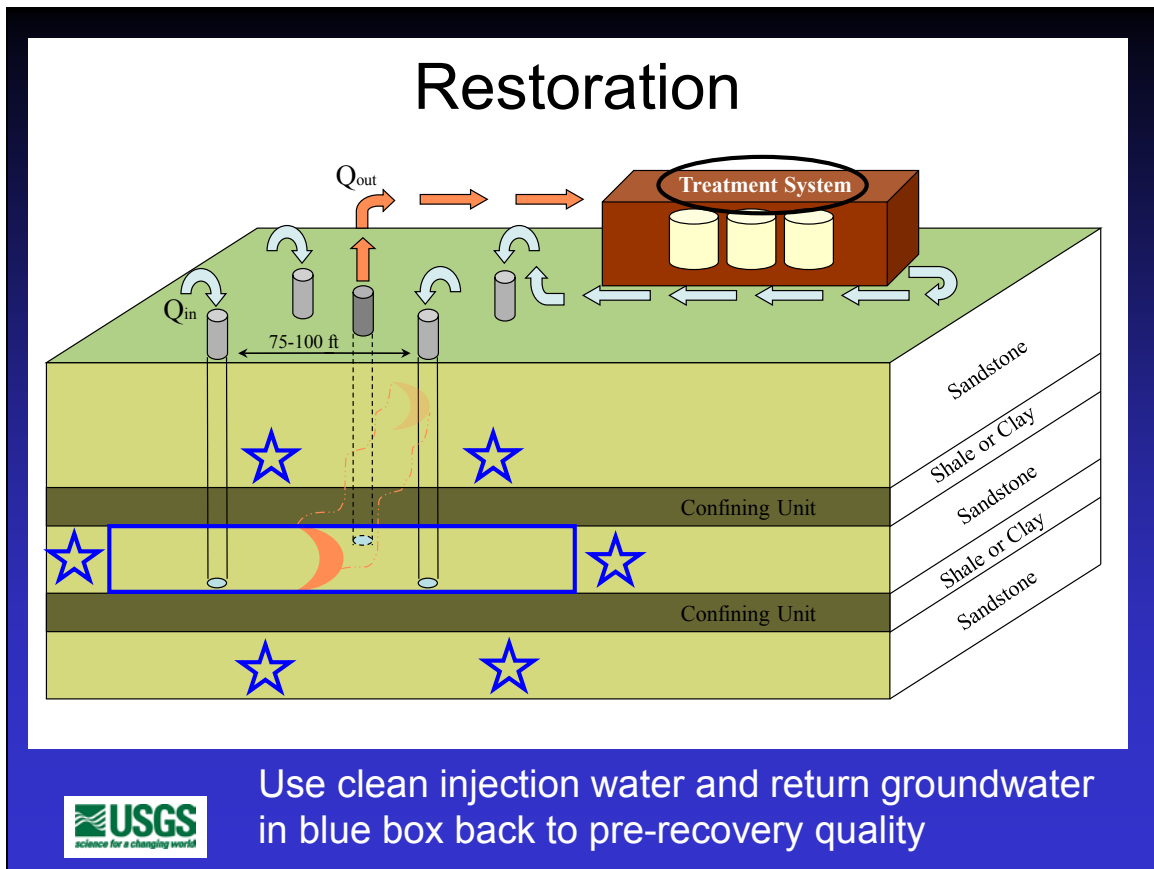 Restoration
Qout
Treatment System
Qin
75-100 ft
Sandstone
Shale or Clay
Confining Unit
Sandstone
Shale or Clay
Confining Unit
Sandstone
Use clean injection water and return groundwater
in blue box back to pre-recovery quality
USGS
science for a changing world